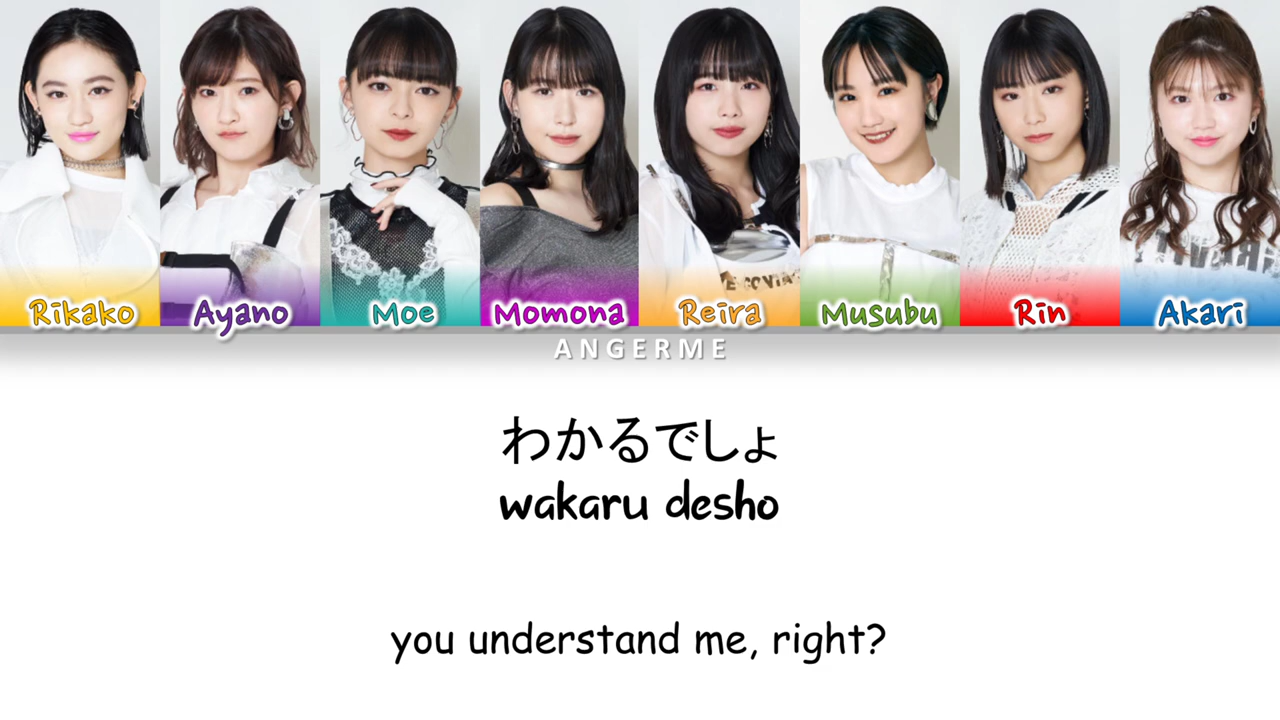 Rikako Ayano Moe Momona Reira Musubu Rin Akari
ANGERME
わかるでしょ
wakaru desho
you understand me, right?